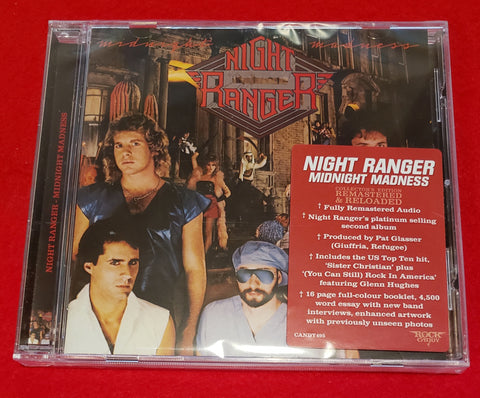 midnight madness
NIGHT
RANGER
NIGHT RANGER - MIDNIGHT MADNESS
NIGHT RANGER
MIDNIGHT MADNESS
COLLECTOR'S EDITION
REMASTERED
& RELOADED
† Fully Remastered Audio
† Night Ranger's platinum selling
second album
† Produced by Pat Glasser
(Giuffria, Refugee)
† Includes the US Top Ten hit,
'Sister Christian' plus
'(You Can Still) Rock In America'
featuring Glenn Hughes
† 16 page full-colour booklet, 4,500
word essay with new band
interviews, enhanced artwork
with previously unseen photos
CANDY495
ROCK
CANDY